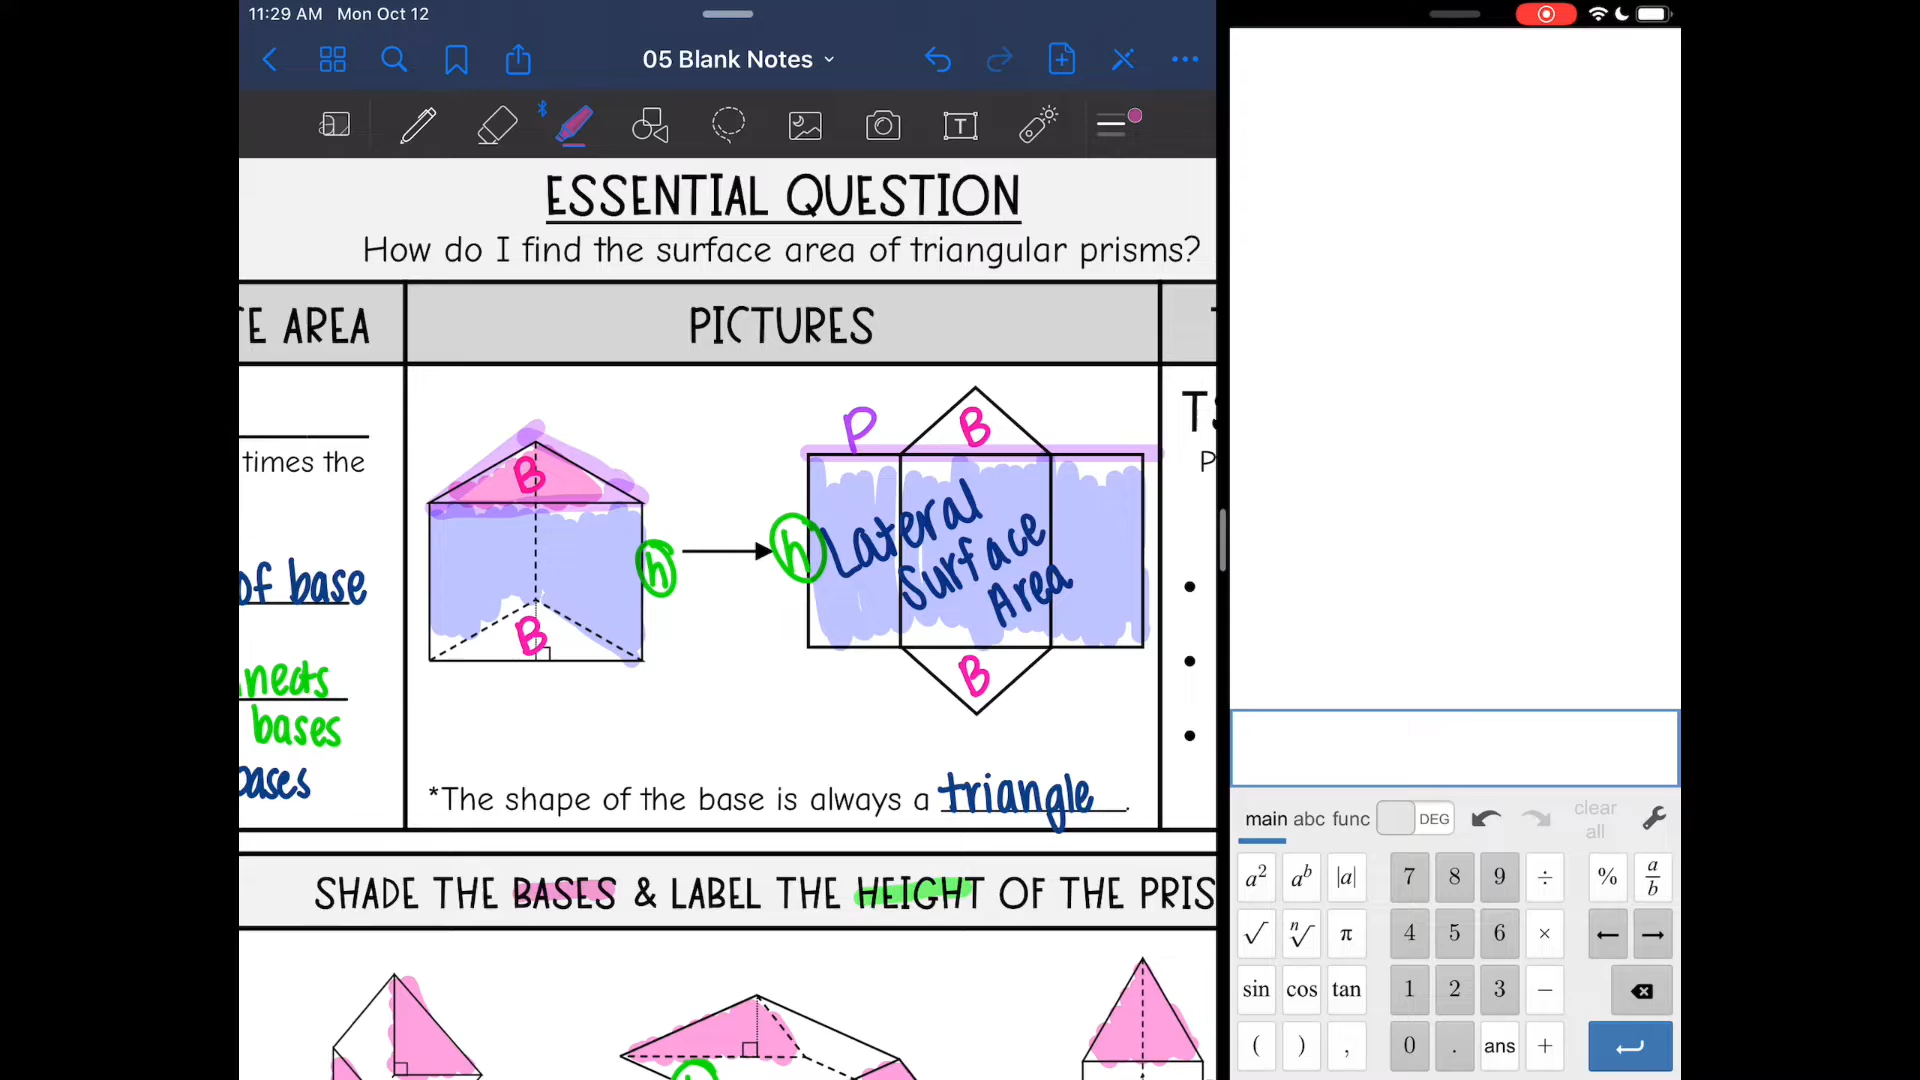 11:29 AM Mon Oct 12
05 Blank Notes
T
ESSENTIAL QUESTION
How do I find the surface area of triangular prisms?
AREA
PICTURES
times the
of base
bases
P
B
B
h
h
Lateral
Surface
Area
B
B
*The shape of the base is always a triangle.
SHADE THE BASES & LABEL THE HEIGHT OF THE
main abc func DEG clear all
a² aᵇ |a| 7 8 9 ÷ % a/b
√ ⁿ√ π 4 5 6 × ← →
sin cos tan 1 2 3 −
( ) , 0 . ans +